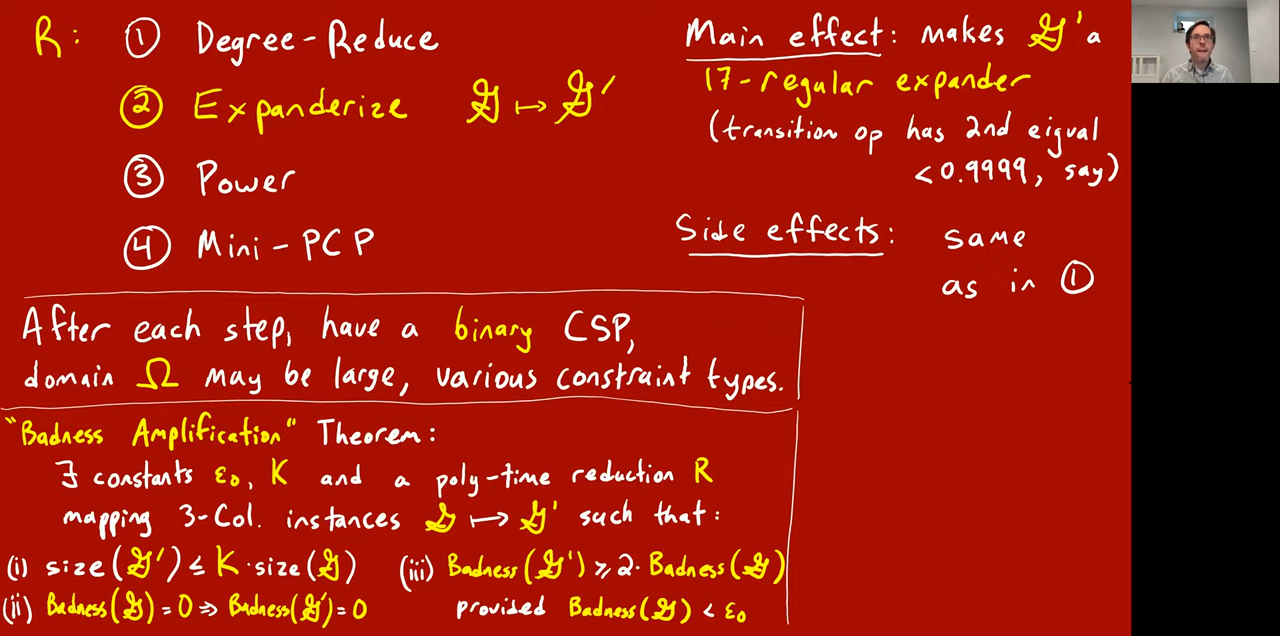 R: ① Degree-Reduce
② Expanderize 𝒢 ↦ 𝒢′
③ Power
④ Mini-PCP
Main effect: makes 𝒢′ a
17-regular expander
(transition op has 2nd eigval
< 0.9999, say)
Side effects: same
as in ①
After each step, have a binary CSP,
domain Ω may be large, various constraint types.
"Badness Amplification" Theorem:
∃ constants ε₀, K and a poly-time reduction R
mapping 3-Col. instances 𝒢 ↦ 𝒢′ such that:
(i) size(𝒢′) ≤ K·size(𝒢)
(ii) Badness(𝒢) = 0 ⇒ Badness(𝒢′) = 0
(iii) Badness(𝒢′) ≥ 2·Badness(𝒢)
provided Badness(𝒢) < ε₀